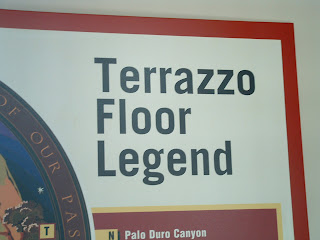 Terrazzo
Floor
Legend
OF OUR PAS
T
N Palo Duro Canyon